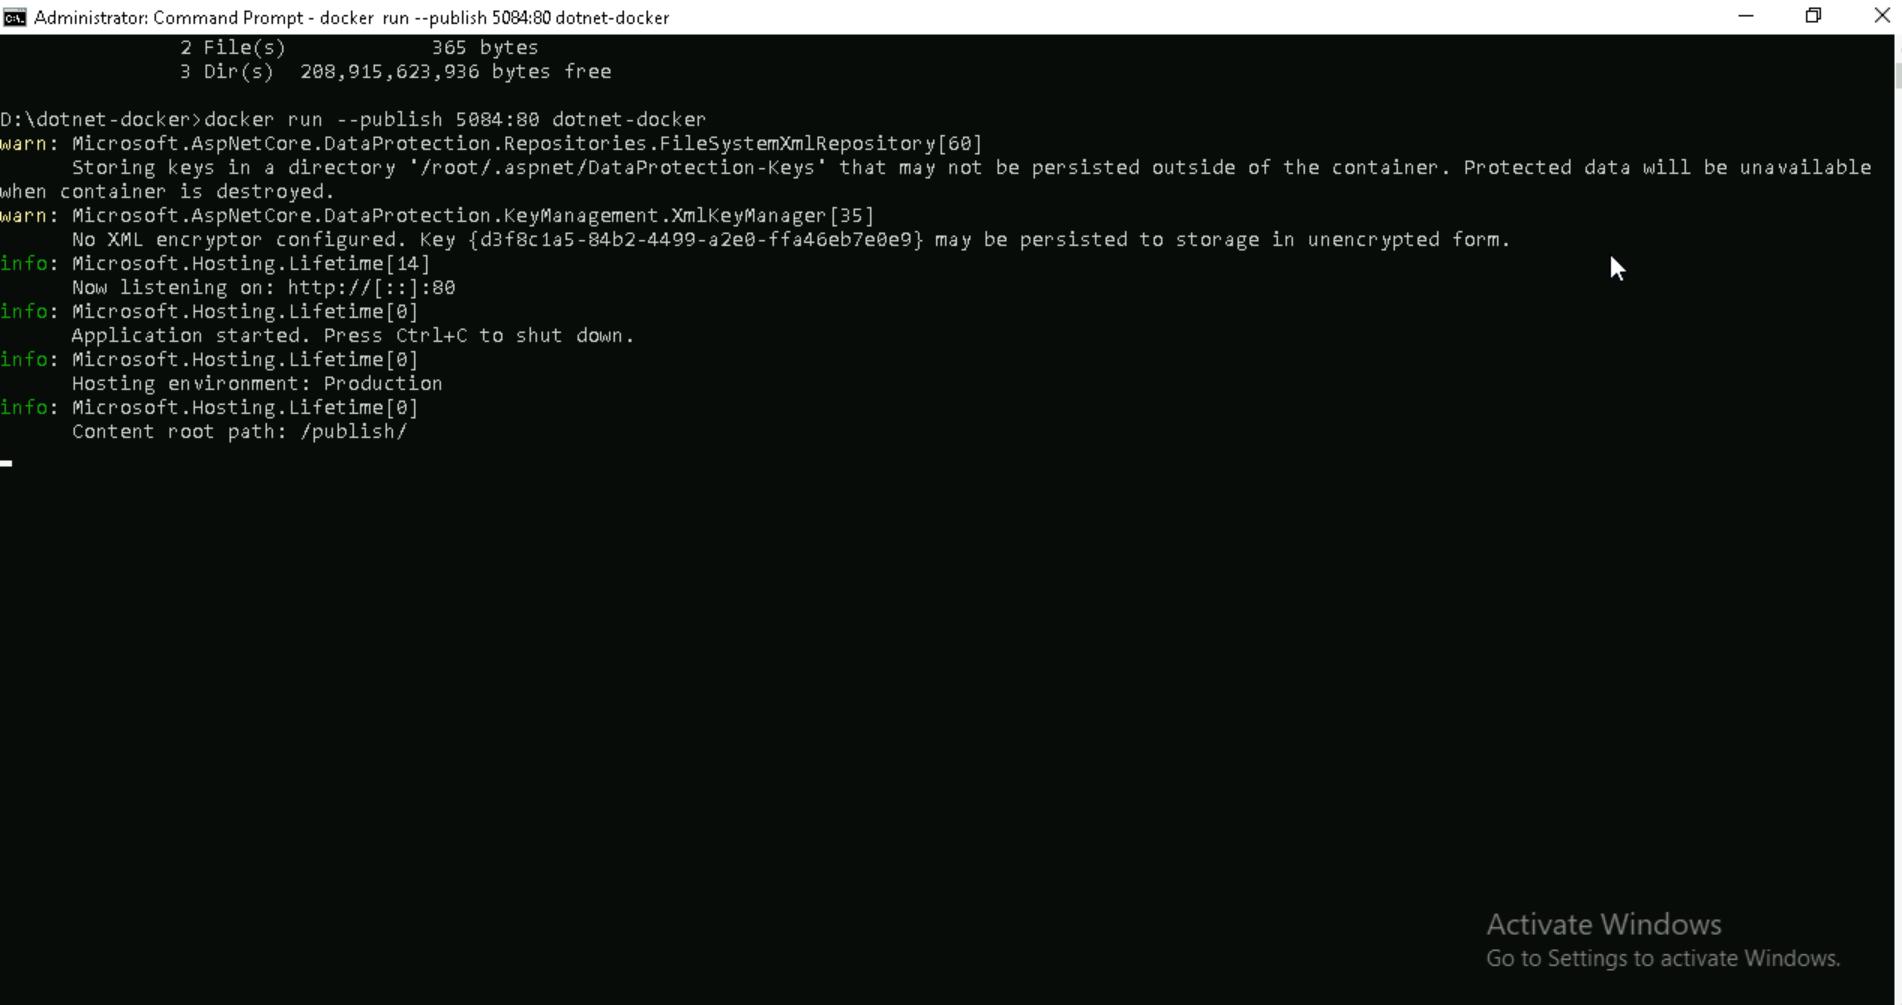 Administrator: Command Prompt - docker run --publish 5084:80 dotnet-docker
2 File(s) 365 bytes
3 Dir(s) 208,915,623,936 bytes free
D:\dotnet-docker>docker run --publish 5084:80 dotnet-docker
warn: Microsoft.AspNetCore.DataProtection.Repositories.FileSystemXmlRepository[60]
Storing keys in a directory '/root/.aspnet/DataProtection-Keys' that may not be persisted outside of the container. Protected data will be unavailable
when container is destroyed.
warn: Microsoft.AspNetCore.DataProtection.KeyManagement.XmlKeyManager[35]
No XML encryptor configured. Key {d3f8c1a5-84b2-4499-a2e0-ffa46eb7e0e9} may be persisted to storage in unencrypted form.
info: Microsoft.Hosting.Lifetime[14]
Now listening on: http://[::]:80
info: Microsoft.Hosting.Lifetime[0]
Application started. Press Ctrl+C to shut down.
info: Microsoft.Hosting.Lifetime[0]
Hosting environment: Production
info: Microsoft.Hosting.Lifetime[0]
Content root path: /publish/
Activate Windows
Go to Settings to activate Windows.